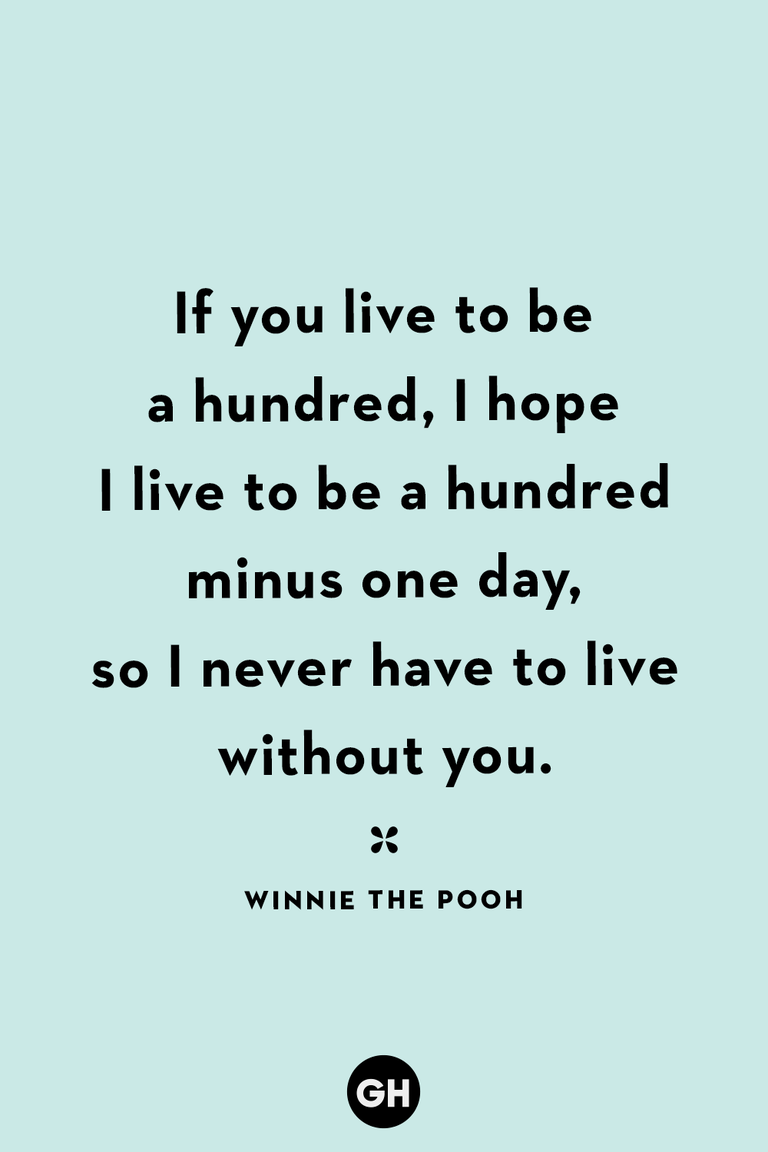 If you live to be
a hundred, I hope
I live to be a hundred
minus one day,
so I never have to live
without you.
WINNIE THE POOH
GH